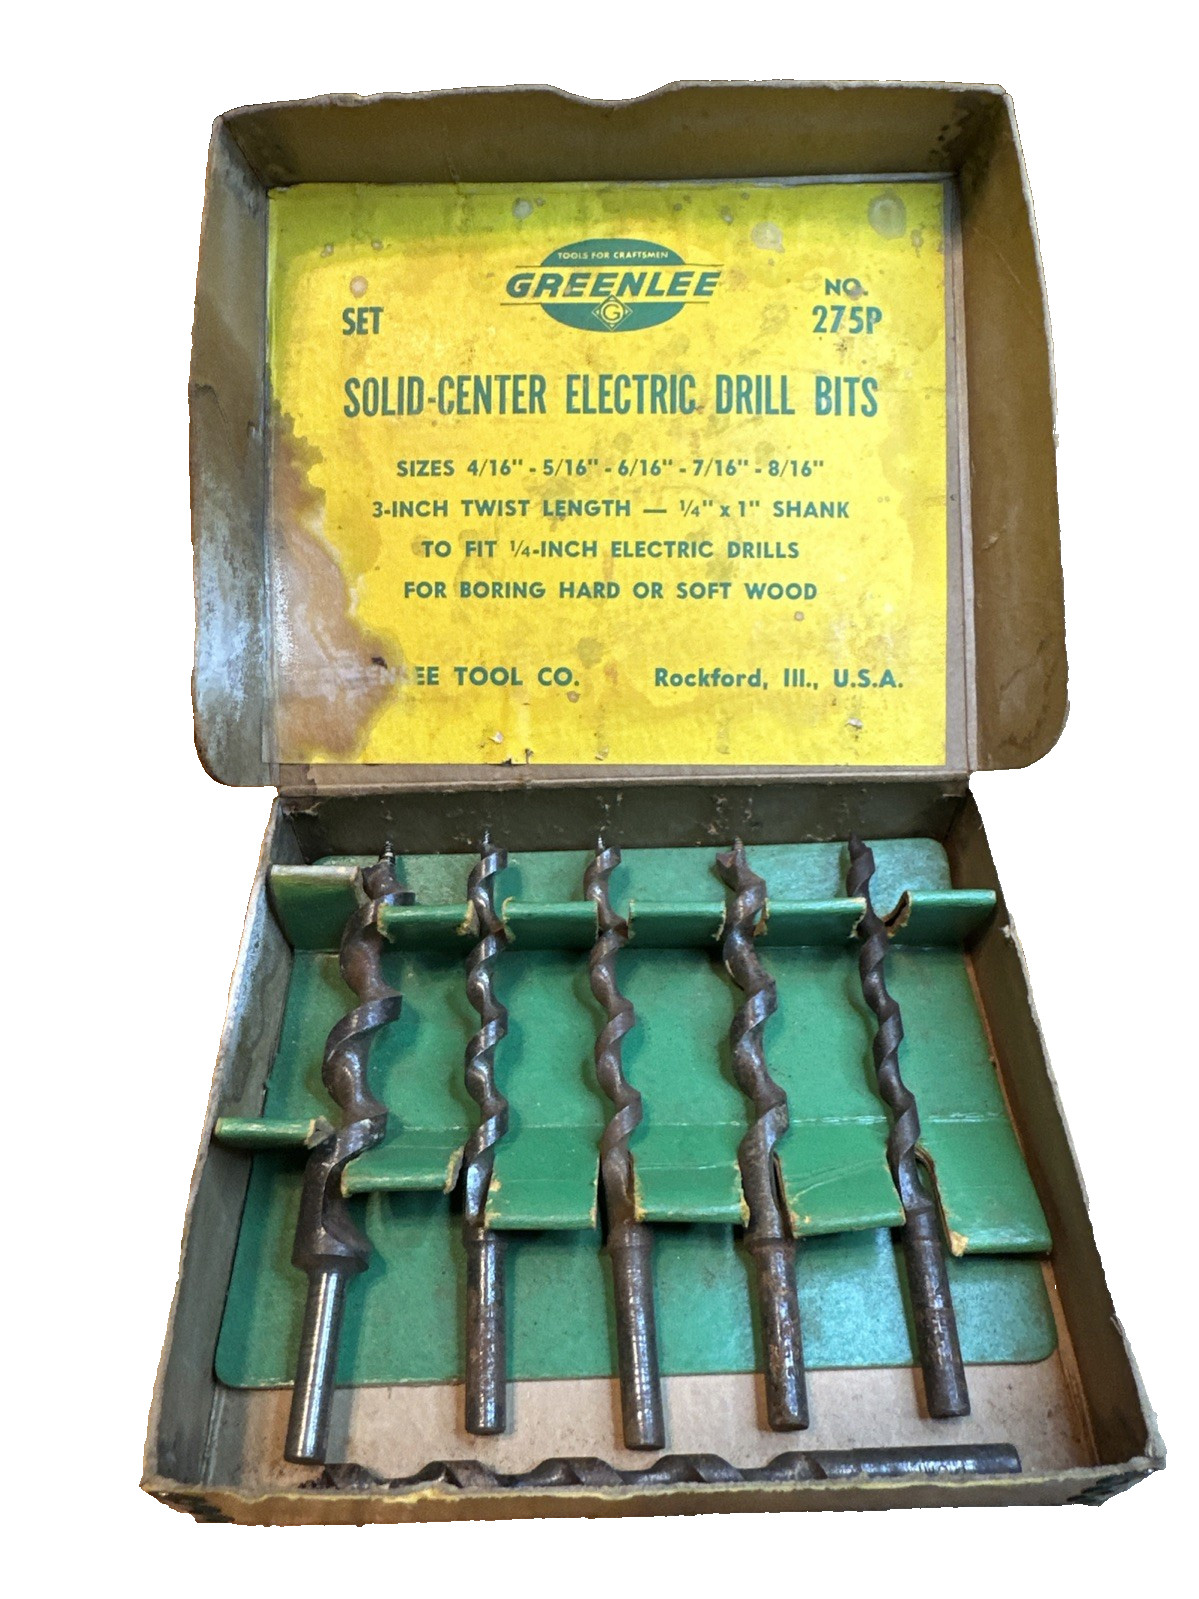 TOOLS FOR CRAFTSMEN
GREENLEE
G
SET
NO.
275P
SOLID-CENTER ELECTRIC DRILL BITS
SIZES 4/16" - 5/16" - 6/16" - 7/16" - 8/16"
3-INCH TWIST LENGTH — 1/4" x 1" SHANK
TO FIT 1/4-INCH ELECTRIC DRILLS
FOR BORING HARD OR SOFT WOOD
ENLEE TOOL CO. Rockford, Ill., U.S.A.